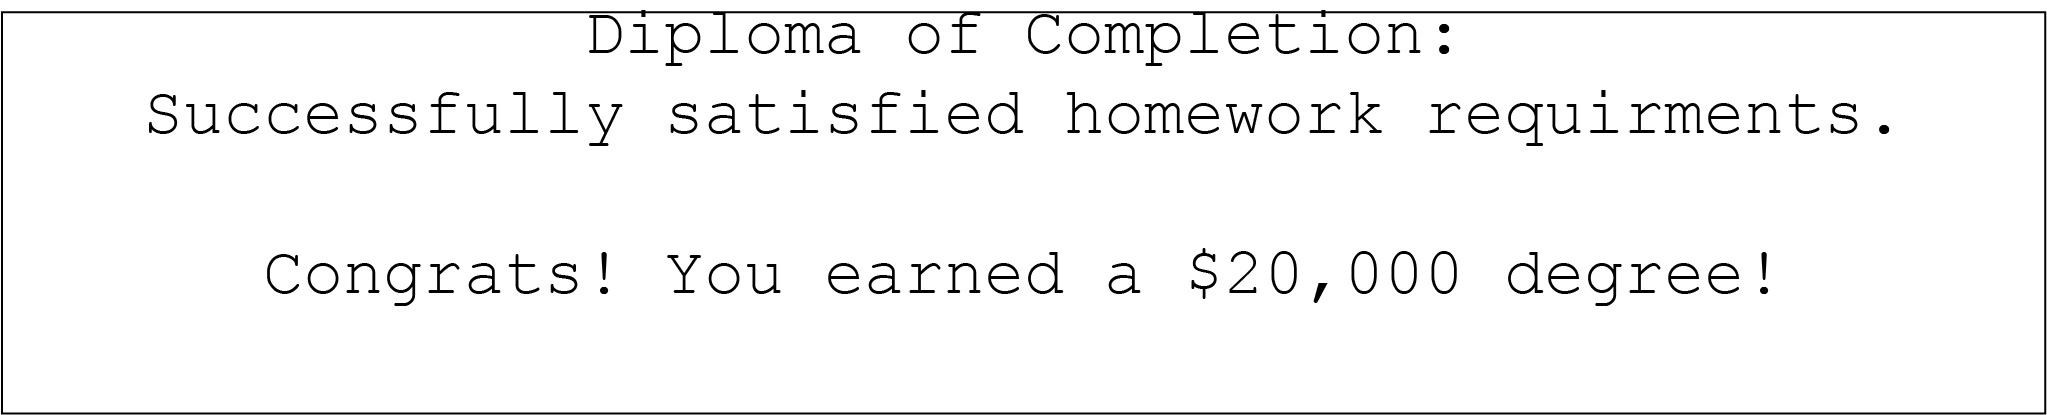 Diploma of Completion:
Successfully satisfied homework requirments.
Congrats! You earned a $20,000 degree!